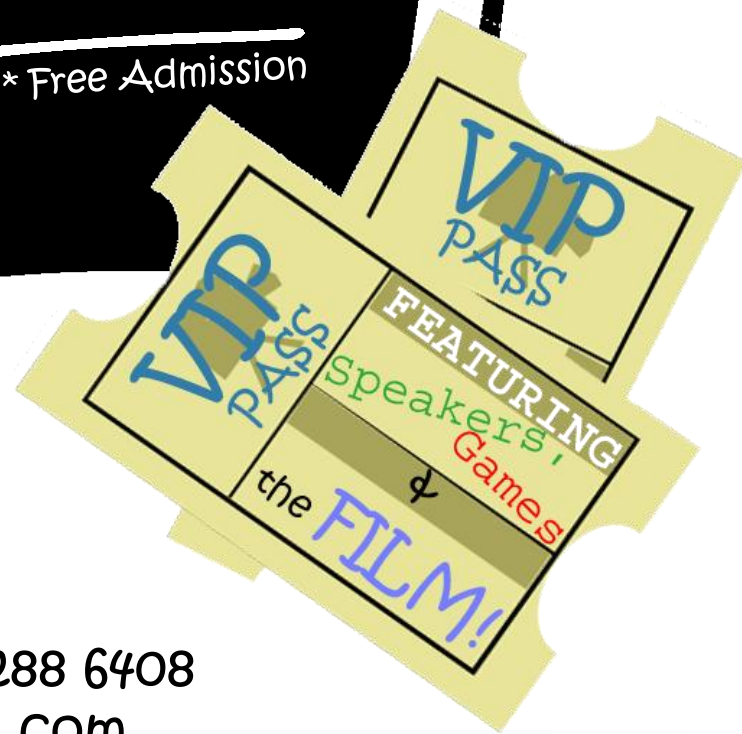 * Free Admission
VIP
PASS
VIP
PASS
FEATURING
Speakers,
Games
&
the FILM!
288 6408
.com